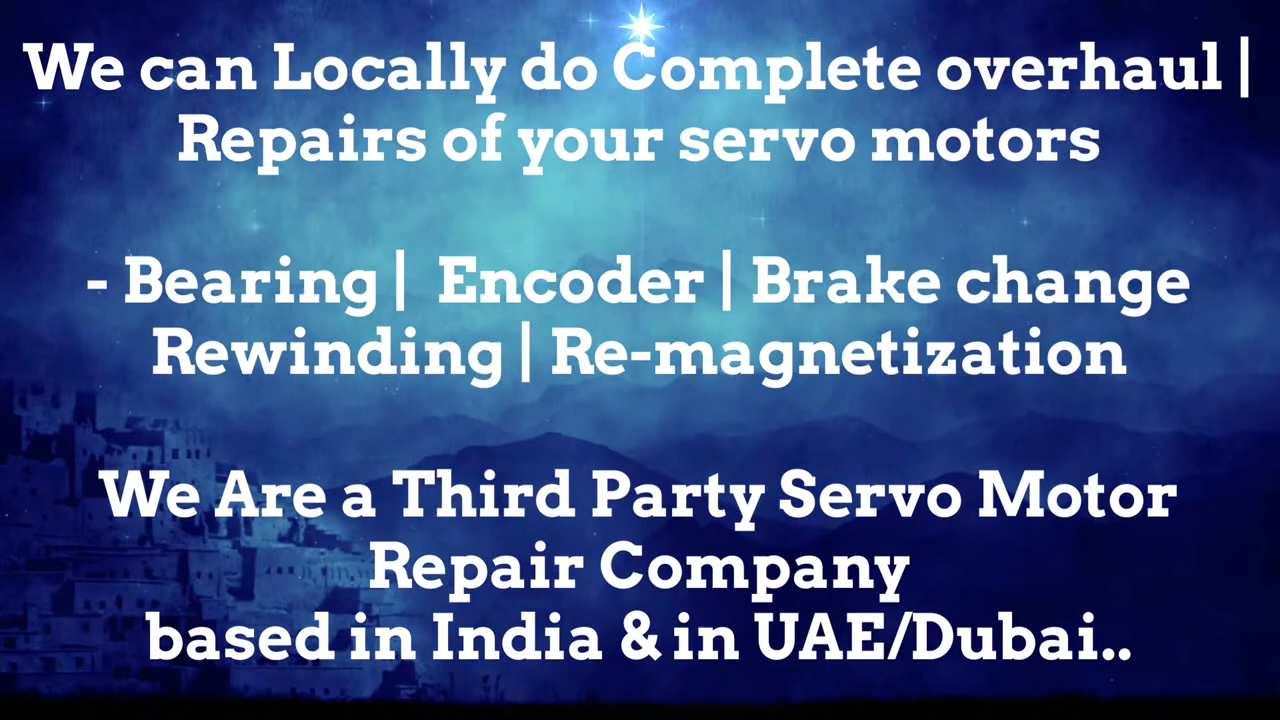 We can Locally do Complete overhaul |
Repairs of your servo motors
- Bearing | Encoder | Brake change
Rewinding | Re-magnetization
We Are a Third Party Servo Motor
Repair Company
based in India & in UAE/Dubai..